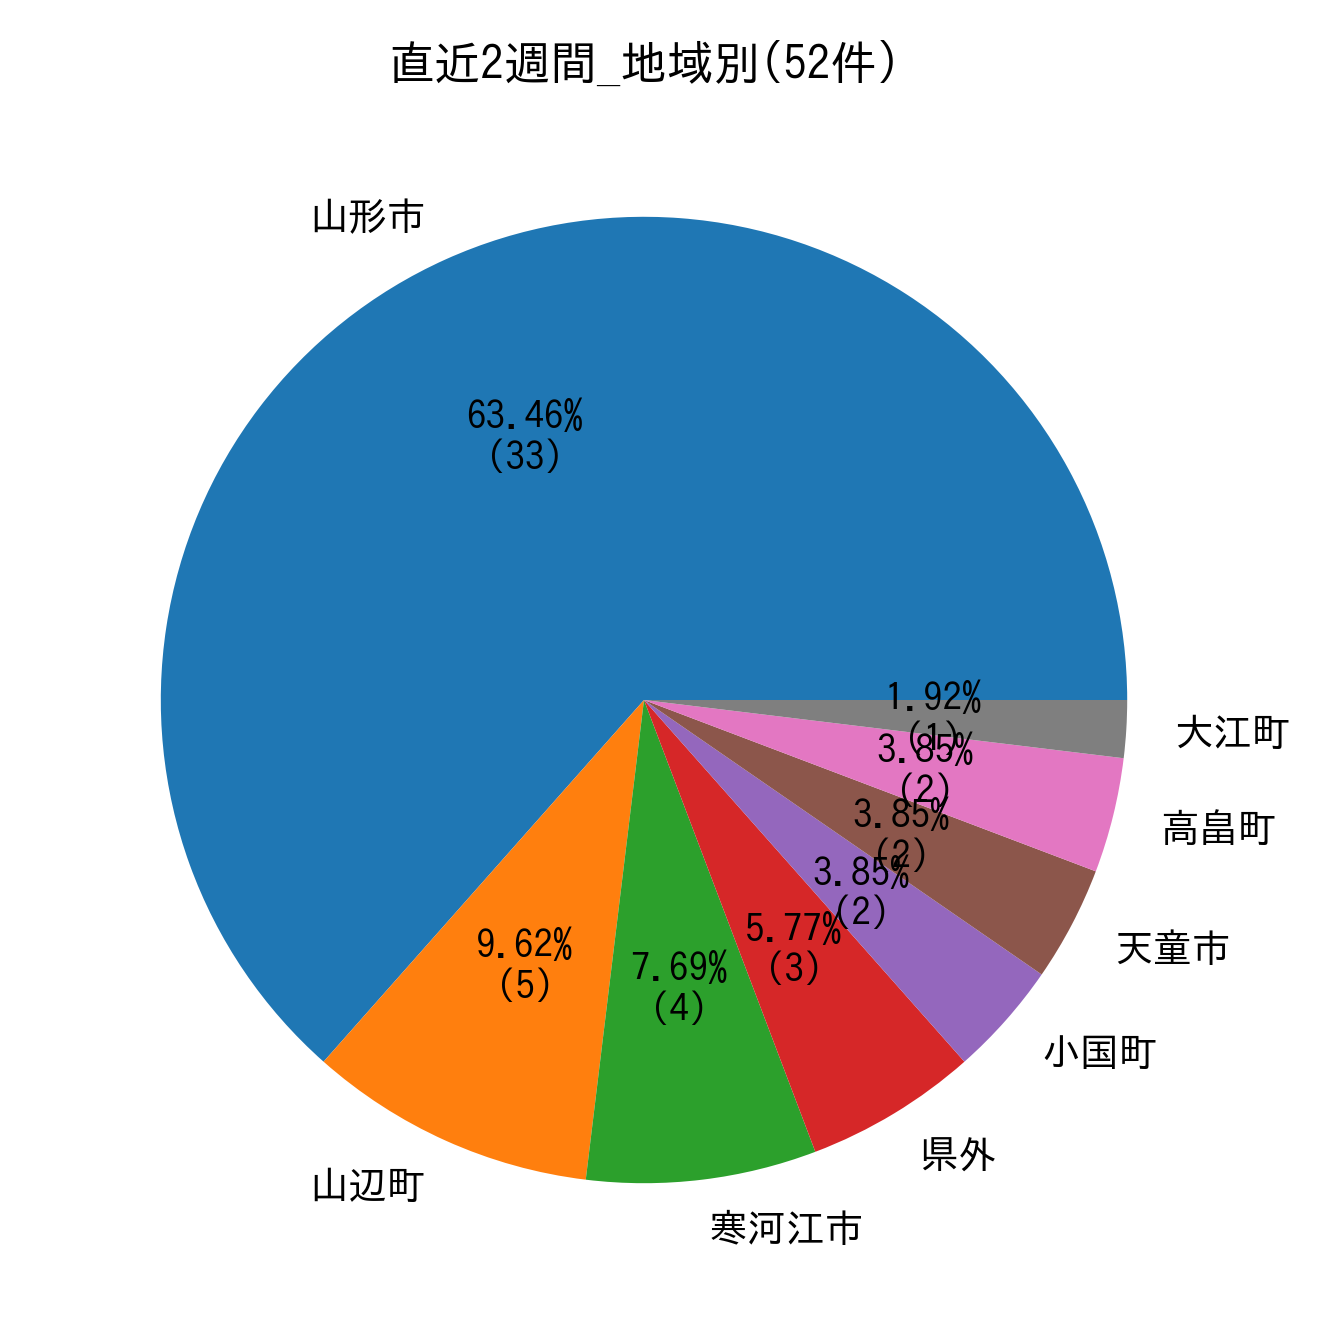 直近2週間_地域別(52件)
山形市
63.46%
(33)
1.92%
(1)
大江町
3.85%
(2)
高畠町
3.85%
(2)
天童市
3.85%
(2)
小国町
5.77%
(3)
県外
7.69%
(4)
寒河江市
9.62%
(5)
山辺町